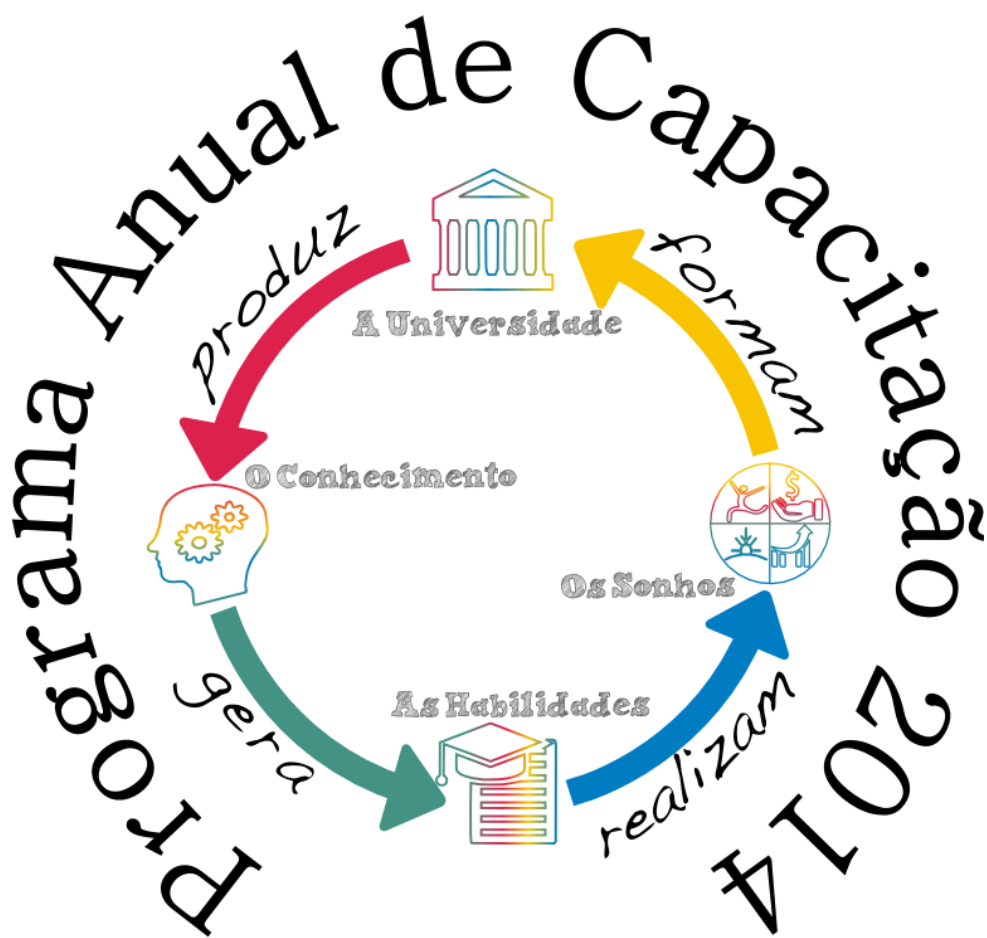 Programa Anual de Capacitação 2014
A Universidade
produz
O Conhecimento
gera
As Habilidades
realizam
Os Sonhos
formam
$